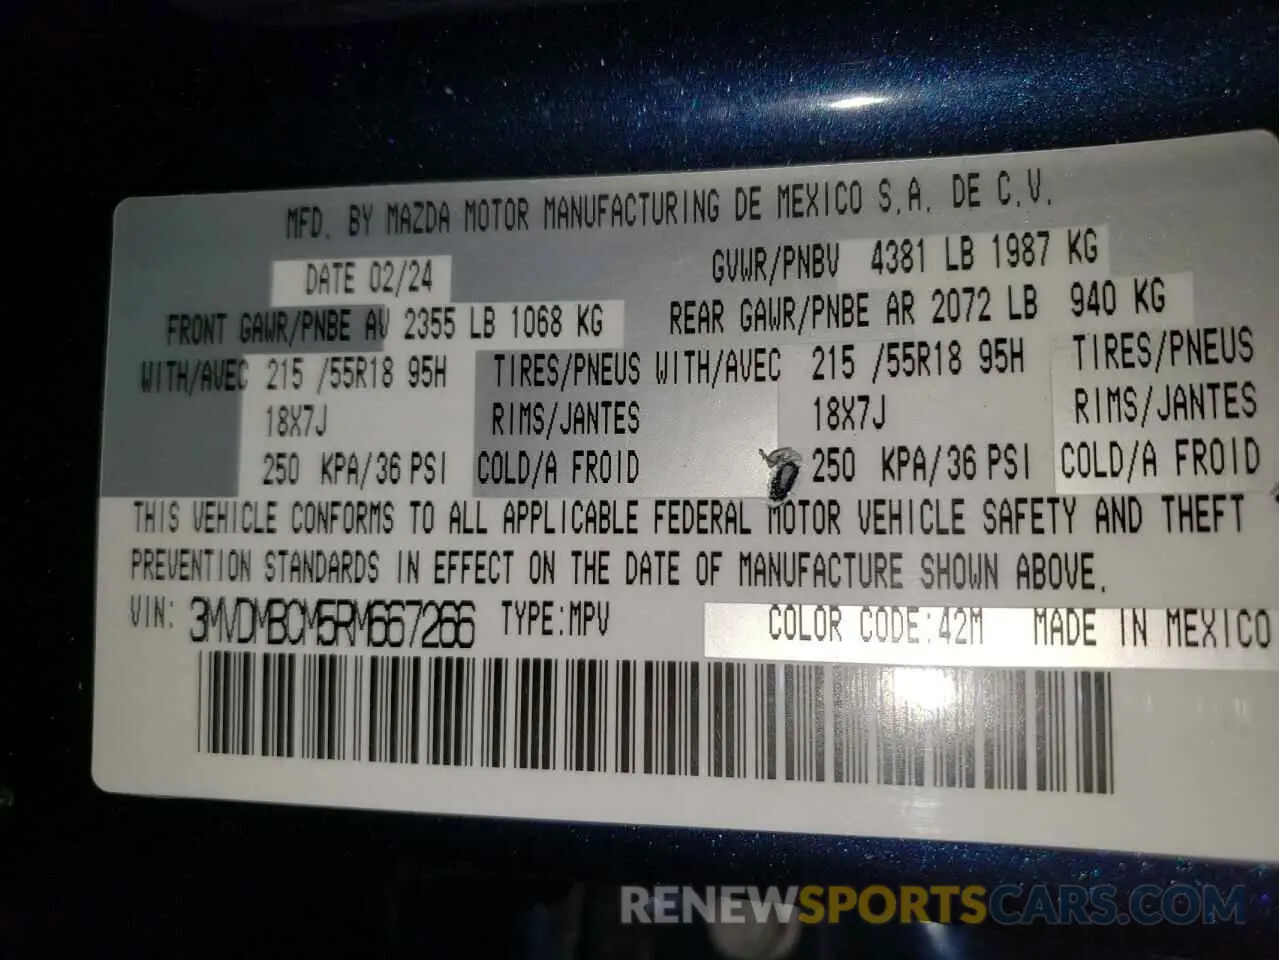 MFD. BY MAZDA MOTOR MANUFACTURING DE MEXICO S.A. DE C.V.
DATE 02/24 GVWR/PNBV 4381 LB 1987 KG
FRONT GAWR/PNBE AV 2355 LB 1068 KG REAR GAWR/PNBE AR 2072 LB 940 KG
WITH/AVEC 215 /55R18 95H TIRES/PNEUS WITH/AVEC 215 /55R18 95H TIRES/PNEUS
18X7J RIMS/JANTES 18X7J RIMS/JANTES
250 KPA/36 PSI COLD/A FROID 250 KPA/36 PSI COLD/A FROID
THIS VEHICLE CONFORMS TO ALL APPLICABLE FEDERAL MOTOR VEHICLE SAFETY AND THEFT
PREVENTION STANDARDS IN EFFECT ON THE DATE OF MANUFACTURE SHOWN ABOVE.
VIN: 3MVDMBCM5RM667266 TYPE:MPV COLOR CODE:42M MADE IN MEXICO
RENEWSPORTSCARS.COM